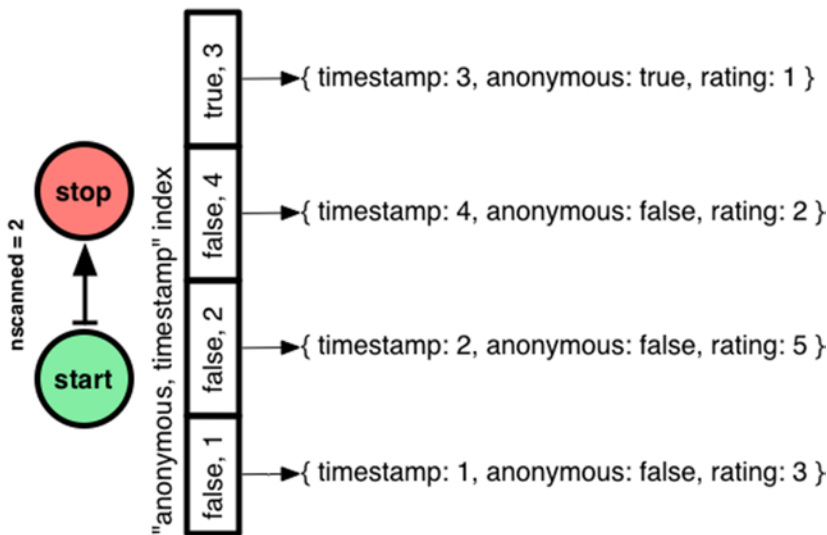 true, 3
{ timestamp: 3, anonymous: true, rating: 1 }
stop
false, 4
{ timestamp: 4, anonymous: false, rating: 2 }
nscanned = 2
"anonymous, timestamp" index
start
false, 2
{ timestamp: 2, anonymous: false, rating: 5 }
false, 1
{ timestamp: 1, anonymous: false, rating: 3 }